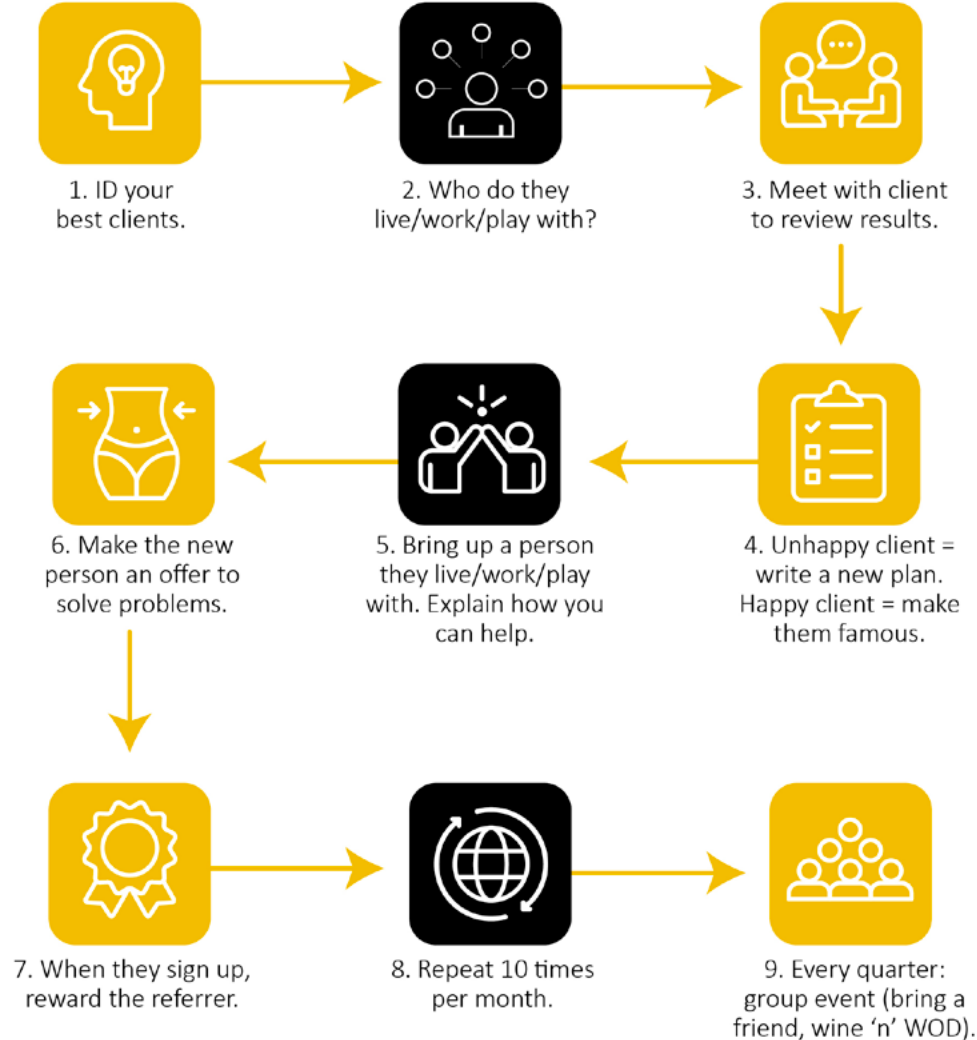 1. ID your
best clients.
2. Who do they
live/work/play with?
3. Meet with client
to review results.
4. Unhappy client =
write a new plan.
Happy client = make
them famous.
5. Bring up a person
they live/work/play
with. Explain how you
can help.
6. Make the new
person an offer to
solve problems.
7. When they sign up,
reward the referrer.
8. Repeat 10 times
per month.
9. Every quarter:
group event (bring a
friend, wine ‘n’ WOD).